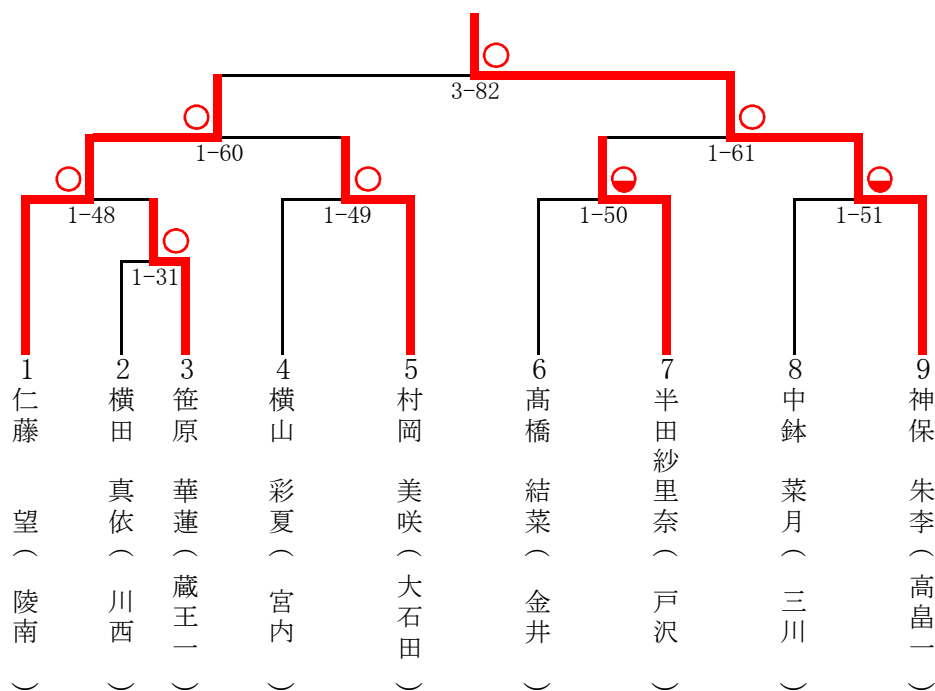 3-82
1-60
1-61
1-48
1-49
1-50
1-51
1-31
1
仁藤 望(陵南)
2
横田 真依(川西)
3
笹原 華蓮(蔵王一)
4
横山 彩夏(宮内)
5
村岡 美咲(大石田)
6
髙橋 結菜(金井)
7
半田紗里奈(戸沢)
8
中鉢 菜月(三川)
9
神保 朱李(高畠一)